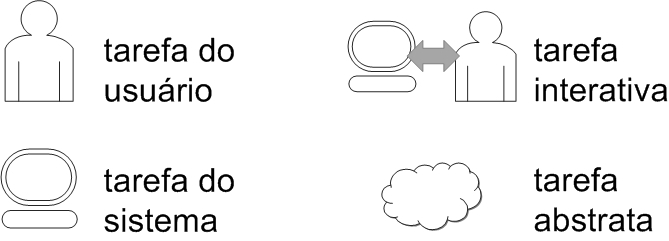 tarefa do
usuário
tarefa
interativa
tarefa do
sistema
tarefa
abstrata